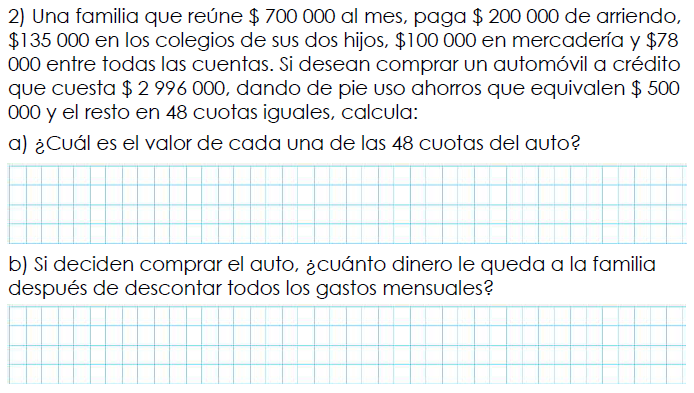 2) Una familia que reúne $ 700 000 al mes, paga $ 200 000 de arriendo,
$135 000 en los colegios de sus dos hijos, $100 000 en mercadería y $78
000 entre todas las cuentas. Si desean comprar un automóvil a crédito
que cuesta $ 2 996 000, dando de pie uso ahorros que equivalen $ 500
000 y el resto en 48 cuotas iguales, calcula:
a) ¿Cuál es el valor de cada una de las 48 cuotas del auto?
b) Si deciden comprar el auto, ¿cuánto dinero le queda a la familia
después de descontar todos los gastos mensuales?